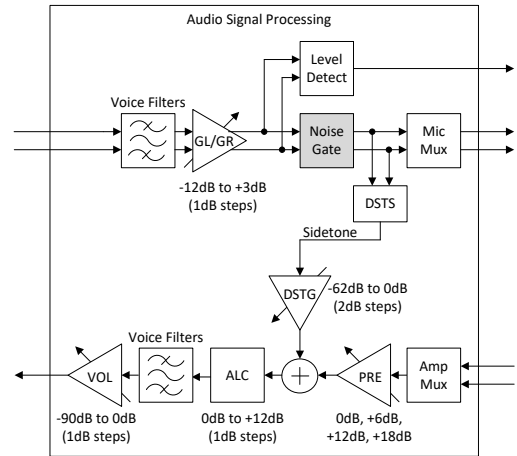 Audio Signal Processing
Level
Detect
Voice Filters
GL/GR
Noise
Gate
Mic
Mux
-12dB to +3dB
(1dB steps)
DSTS
Sidetone
DSTG
-62dB to 0dB
(2dB steps)
Voice Filters
VOL
ALC
PRE
Amp
Mux
-90dB to 0dB
(1dB steps)
0dB to +12dB
(1dB steps)
0dB, +6dB,
+12dB, +18dB